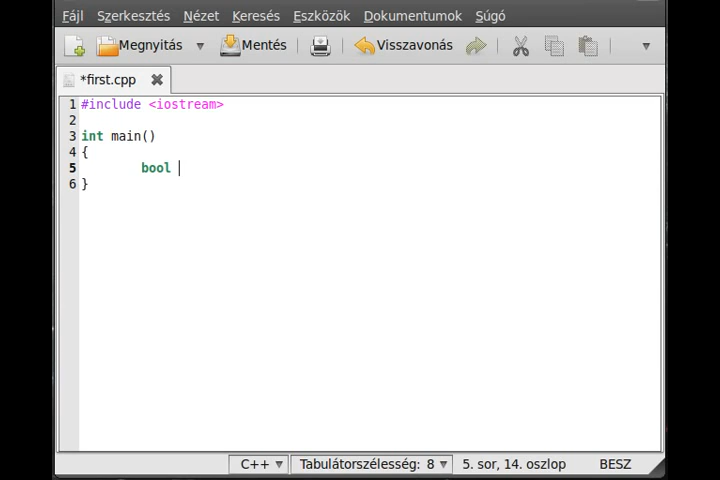 Fájl Szerkesztés Nézet Keresés Eszközök Dokumentumok Súgó
Megnyitás Mentés Visszavonás
*first.cpp
1 #include <iostream>
2
3 int main()
4 {
5 bool
6 }
C++ Tabulátorszélesség: 8 5. sor, 14. oszlop BESZ